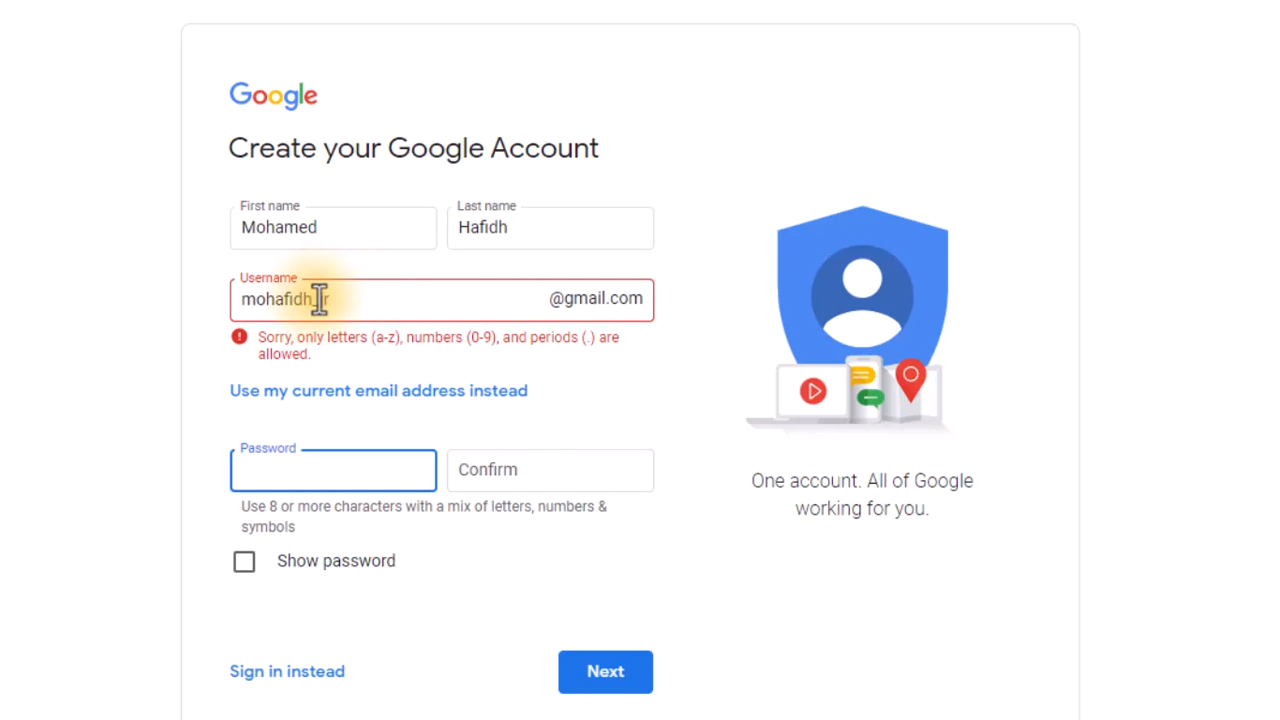 Google
Create your Google Account
First name
Last name
Mohamed
Hafidh
Username
@gmail.com
Sorry, only letters (a-z), numbers (0-9), and periods (.) are
allowed.
Use my current email address instead
Password
Confirm
Use 8 or more characters with a mix of letters, numbers &
symbols
Show password
One account. All of Google
working for you.
Sign in instead
Next